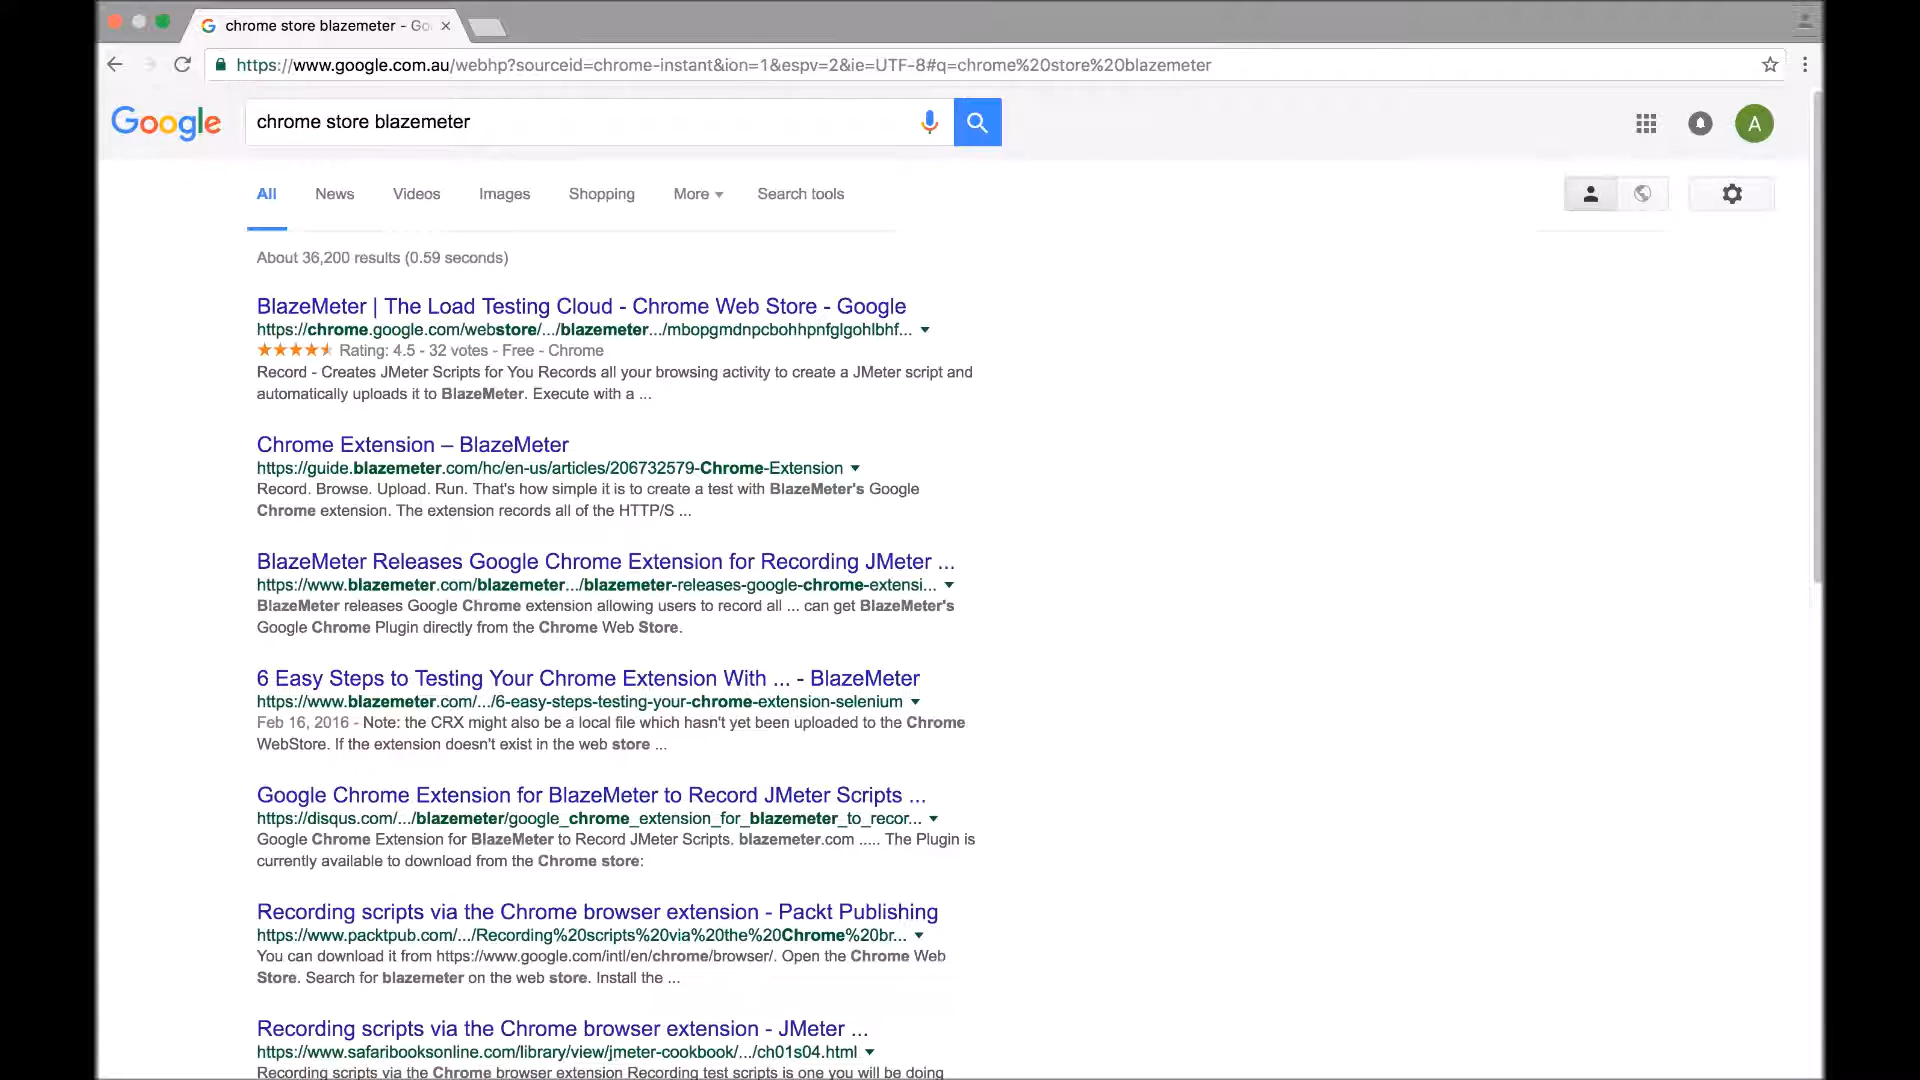 chrome store blazemeter - Go
https://www.google.com.au/webhp?sourceid=chrome-instant&ion=1&espv=2&ie=UTF-8#q=chrome%20store%20blazemeter
Google
chrome store blazemeter
A
All News Videos Images Shopping More Search tools
About 36,200 results (0.59 seconds)
BlazeMeter | The Load Testing Cloud - Chrome Web Store - Google
https://chrome.google.com/webstore/.../blazemeter.../mbopgmdnpcbohhpnfglgohlbhf...
Rating: 4.5 - 32 votes - Free - Chrome
Record - Creates JMeter Scripts for You Records all your browsing activity to create a JMeter script and
automatically uploads it to BlazeMeter. Execute with a ...
Chrome Extension – BlazeMeter
https://guide.blazemeter.com/hc/en-us/articles/206732579-Chrome-Extension
Record. Browse. Upload. Run. That's how simple it is to create a test with BlazeMeter's Google
Chrome extension. The extension records all of the HTTP/S ...
BlazeMeter Releases Google Chrome Extension for Recording JMeter ...
https://www.blazemeter.com/blazemeter.../blazemeter-releases-google-chrome-extensi...
BlazeMeter releases Google Chrome extension allowing users to record all ... can get BlazeMeter's
Google Chrome Plugin directly from the Chrome Web Store.
6 Easy Steps to Testing Your Chrome Extension With ... - BlazeMeter
https://www.blazemeter.com/.../6-easy-steps-testing-your-chrome-extension-selenium
Feb 16, 2016 - Note: the CRX might also be a local file which hasn't yet been uploaded to the Chrome
WebStore. If the extension doesn't exist in the web store ...
Google Chrome Extension for BlazeMeter to Record JMeter Scripts ...
https://disqus.com/.../blazemeter/google_chrome_extension_for_blazemeter_to_recor...
Google Chrome Extension for BlazeMeter to Record JMeter Scripts. blazemeter.com ..... The Plugin is
currently available to download from the Chrome store:
Recording scripts via the Chrome browser extension - Packt Publishing
https://www.packtpub.com/.../Recording%20scripts%20via%20the%20Chrome%20br...
You can download it from https://www.google.com/intl/en/chrome/browser/. Open the Chrome Web
Store. Search for blazemeter on the web store. Install the ...
Recording scripts via the Chrome browser extension - JMeter ...
https://www.safaribooksonline.com/library/view/jmeter-cookbook/.../ch01s04.html
Recording scripts via the Chrome browser extension Recording test scripts is one you will be doing